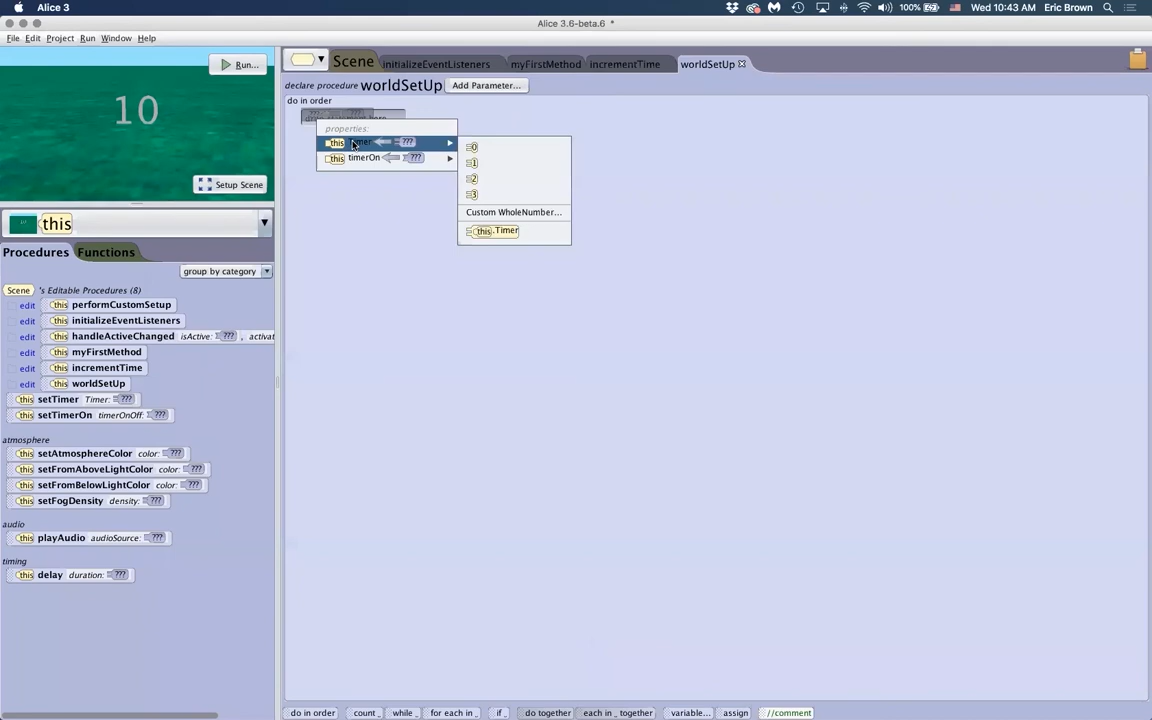 Alice 3
100%
Wed 10:43 AM Eric Brown
Alice 3.6-beta.6 *
File Edit Project Run Window Help
Run...
10
Setup Scene
Scene initializeEventListeners myFirstMethod incrementTime worldSetUp
declare procedure worldSetUp Add Parameter...
do in order
properties:
this Timer ???
this timerOn ???
0
1
2
3
Custom WholeNumber...
this.Timer
this
Procedures Functions
group by category
Scene 's Editable Procedures (8)
edit this performCustomSetup
edit this initializeEventListeners
edit this handleActiveChanged isActive: ??? , activat
edit this myFirstMethod
edit this incrementTime
edit this worldSetUp
this setTimer Timer: ???
this setTimerOn timerOnOff: ???
atmosphere
this setAtmosphereColor color: ???
this setFromAboveLightColor color: ???
this setFromBelowLightColor color: ???
this setFogDensity density: ???
audio
this playAudio audioSource: ???
timing
this delay duration: ???
do in order count _ while _ for each in _ if _ do together each in _ together variable... assign //comment